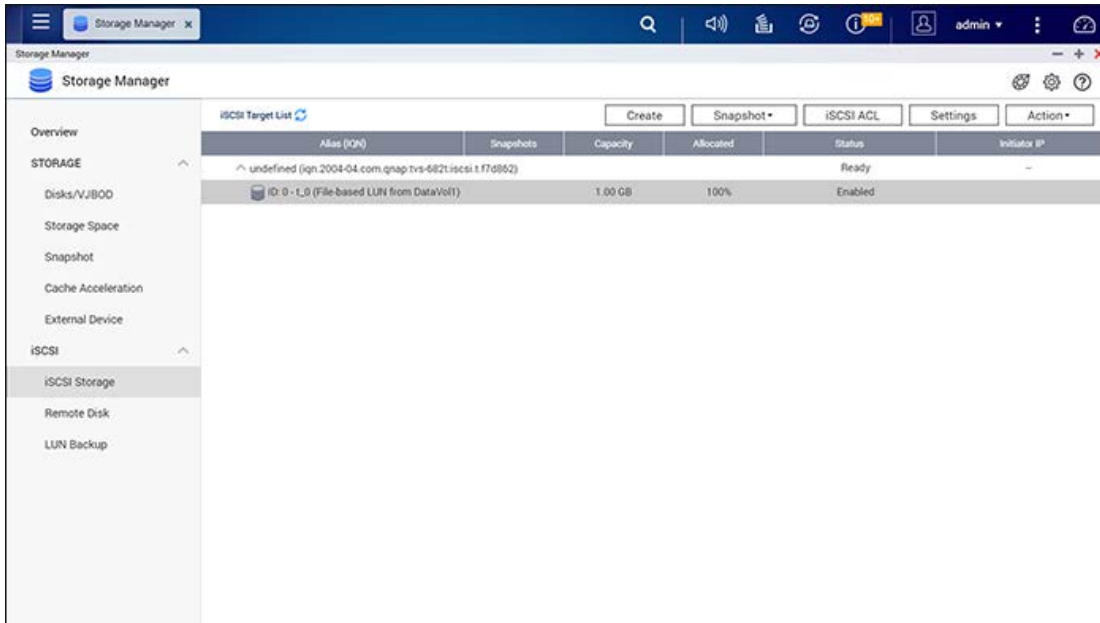 Storage Manager x
10+
admin
Storage Manager
Storage Manager
iSCSI Target List
Create
Snapshot
iSCSI ACL
Settings
Action
Overview
STORAGE
Disks/VJBOD
Storage Space
Snapshot
Cache Acceleration
External Device
iSCSI
iSCSI Storage
Remote Disk
LUN Backup
Alias (IQN) Snapshots Capacity Allocated Status Initiator IP
undefined (iqn.2004-04.com.qnap:tvs-682t:iscsi.t.f7d862) Ready --
ID: 0 - t_0 (File-based LUN from DataVol1) 1.00 GB 100% Enabled